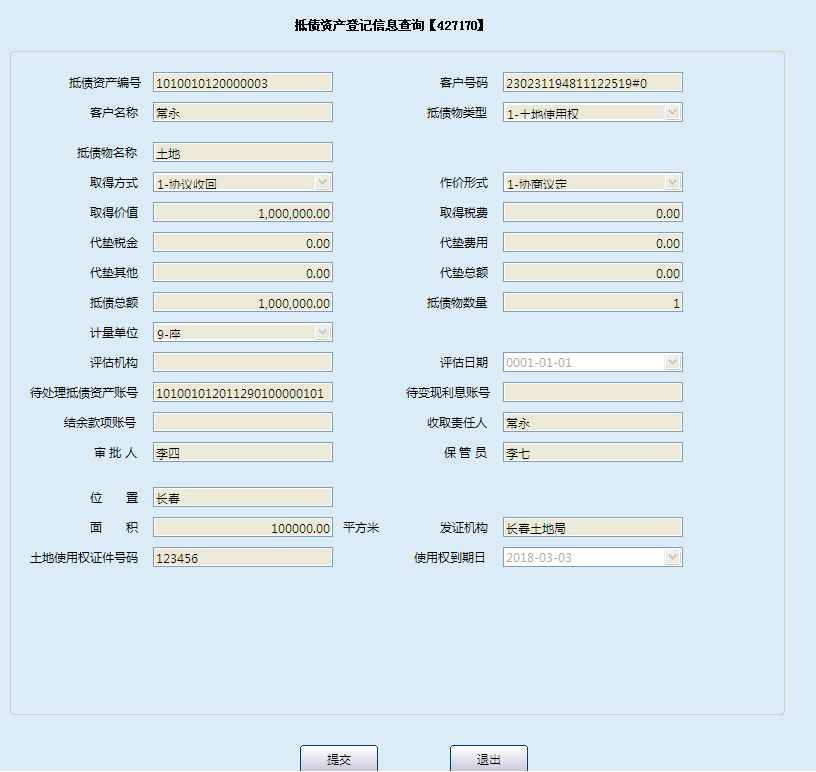 抵债资产登记信息查询【427170】
抵债资产编号 1010010120000003 客户号码 230231194811122519#0
客户名称 常永 抵债物类型 1-土地使用权
抵债物名称 土地
取得方式 1-协议收回 作价形式 1-协商议定
取得价值 1,000,000.00 取得税费 0.00
代垫税金 0.00 代垫费用 0.00
代垫其他 0.00 代垫总额 0.00
抵债总额 1,000,000.00 抵债物数量 1
计量单位 9-座
评估机构 评估日期 0001-01-01
待处理抵债资产账号 101001012011290100000101 待变现利息账号
结余款项账号 收取责任人 常永
审 批 人 李四 保 管 员 李七
位 置 长春
面 积 100000.00 平方米 发证机构 长春土地局
土地使用权证件号码 123456 使用权到期日 2018-03-03
提交 退出